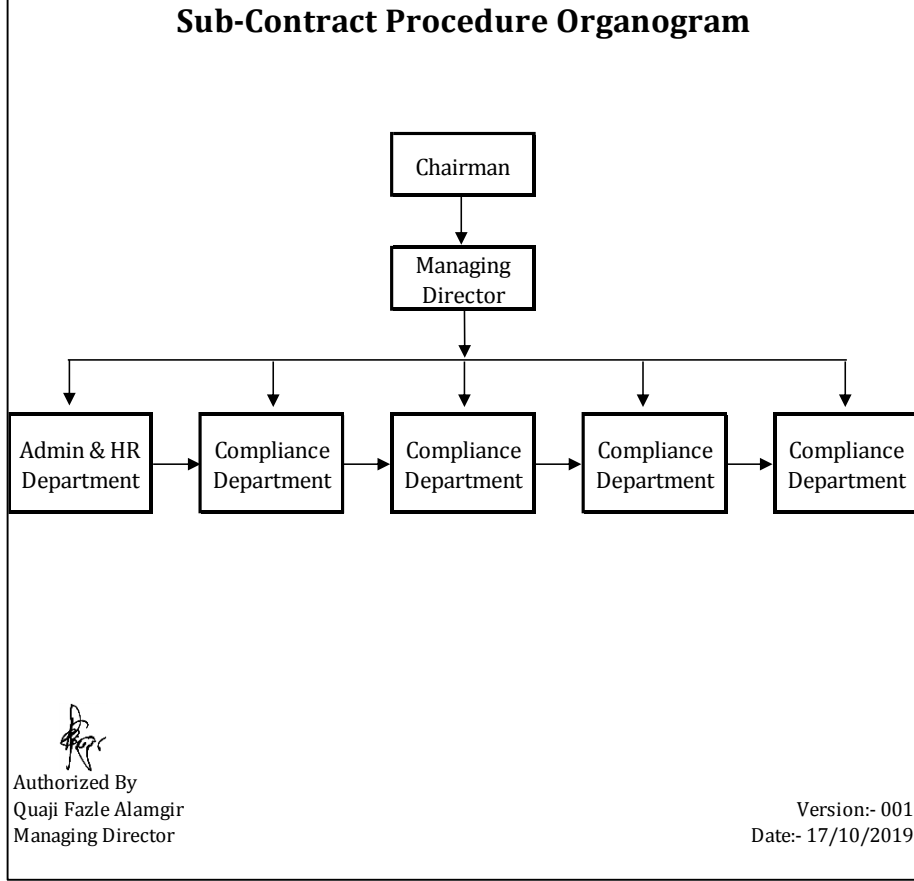 Sub-Contract Procedure Organogram
Chairman
Managing
Director
Admin & HR
Department
Compliance
Department
Compliance
Department
Compliance
Department
Compliance
Department
Authorized By
Quaji Fazle Alamgir
Managing Director
Version:- 001
Date:- 17/10/2019